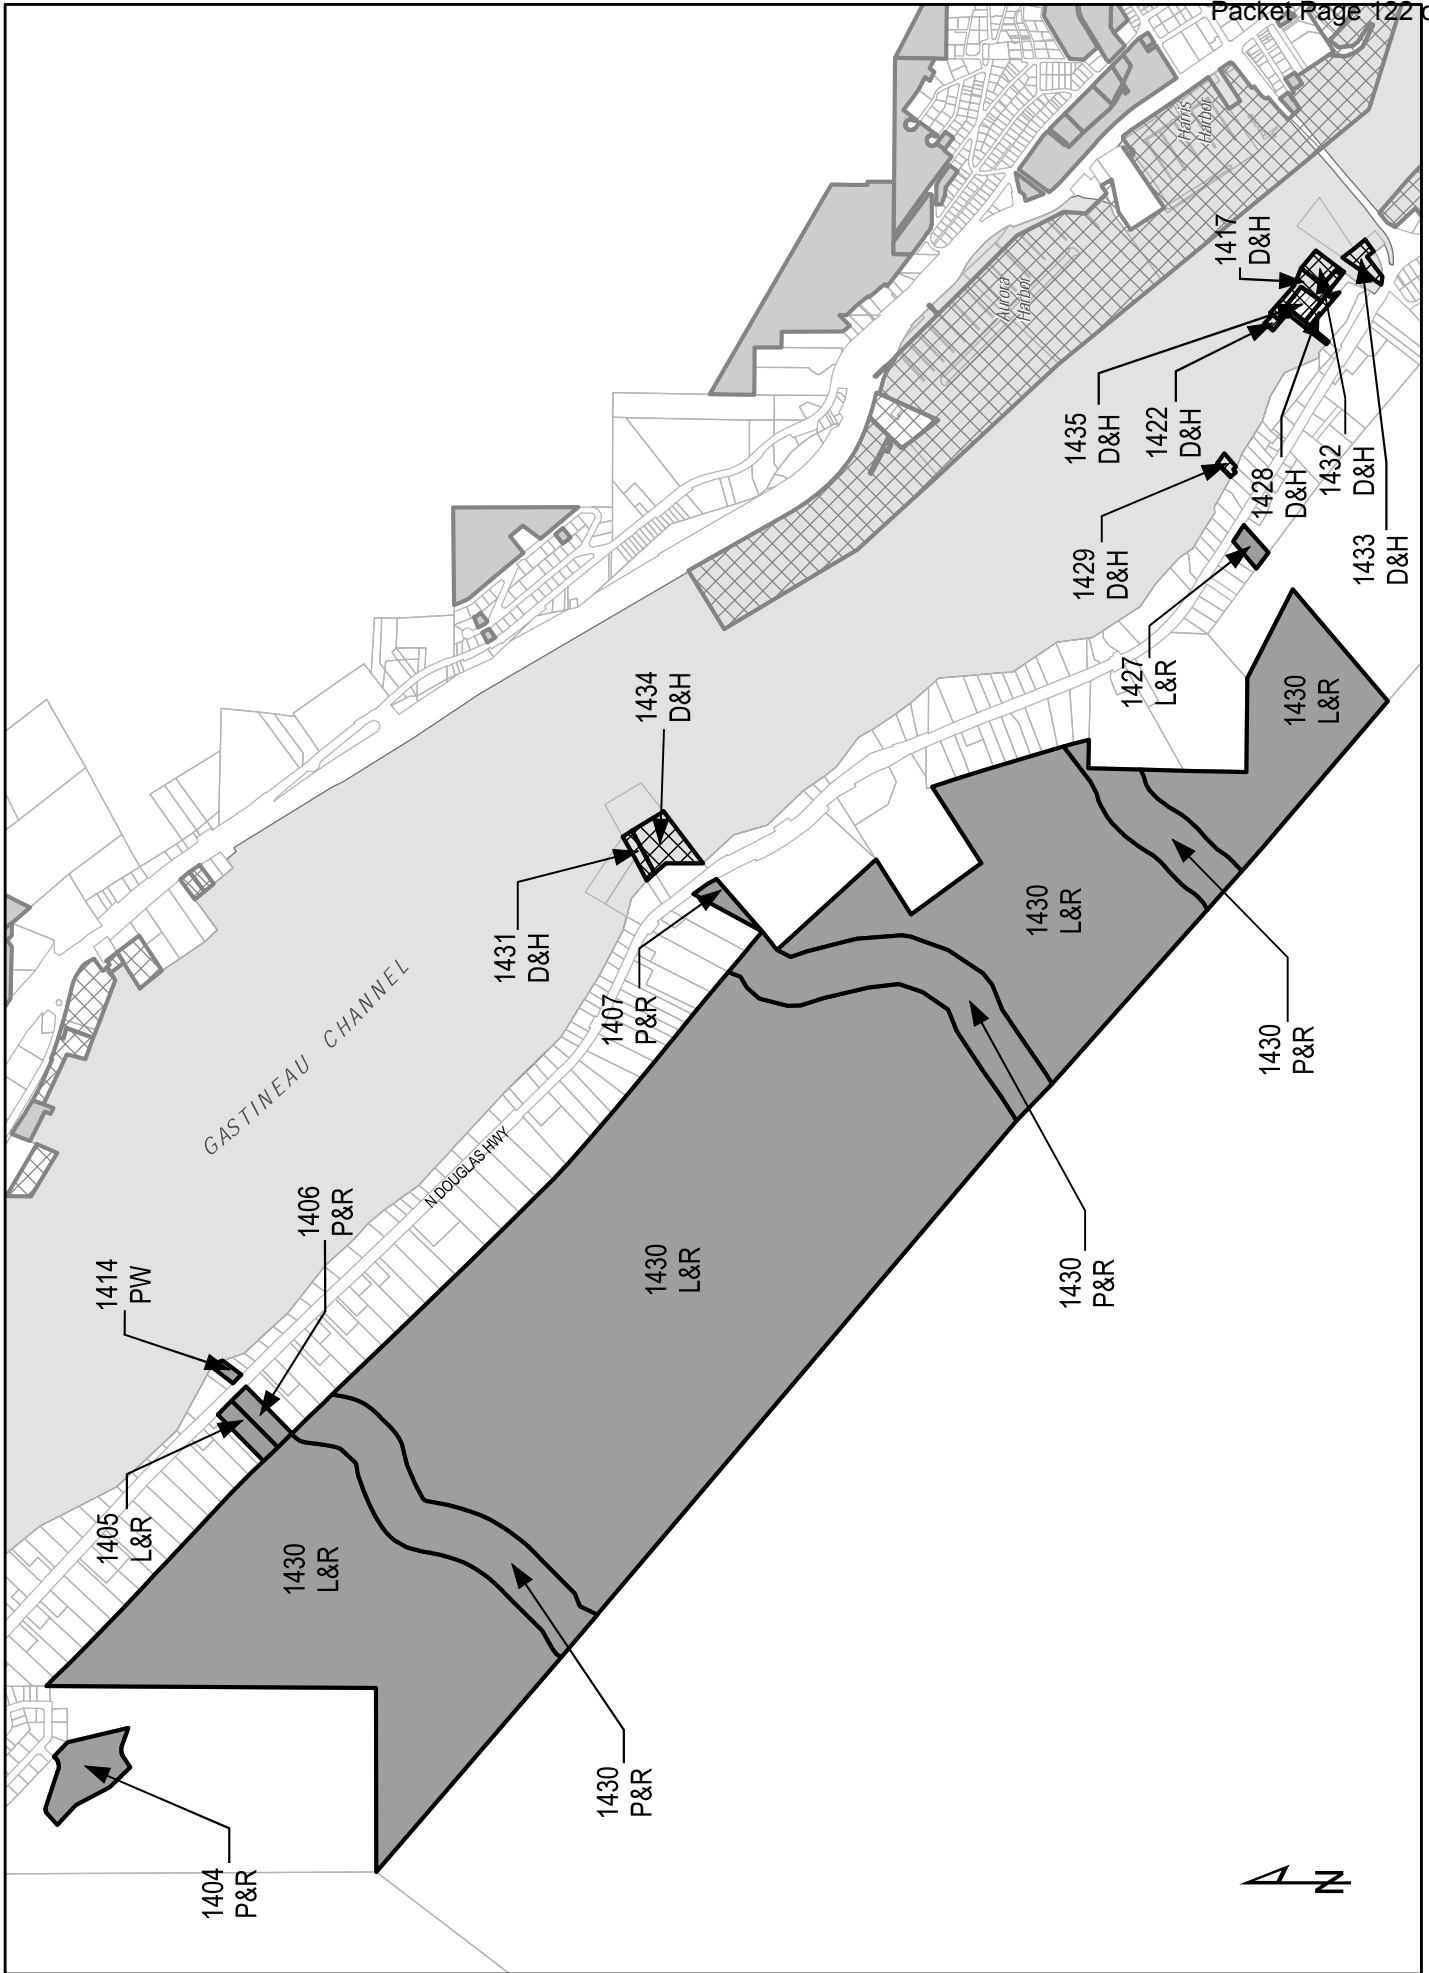 Packet Page 122 o
Harris
Harbor
Aurora
Harbor
1417
D&H
1435
D&H
1422
D&H
1428
D&H
1432
D&H
1433
D&H
1429
D&H
1427
L&R
1430
L&R
1434
D&H
1431
D&H
1407
P&R
1430
L&R
1430
P&R
GASTINEAU CHANNEL
N DOUGLAS HWY
1406
P&R
1414
PW
1430
L&R
1430
P&R
1405
L&R
1430
L&R
1430
P&R
1404
P&R
N